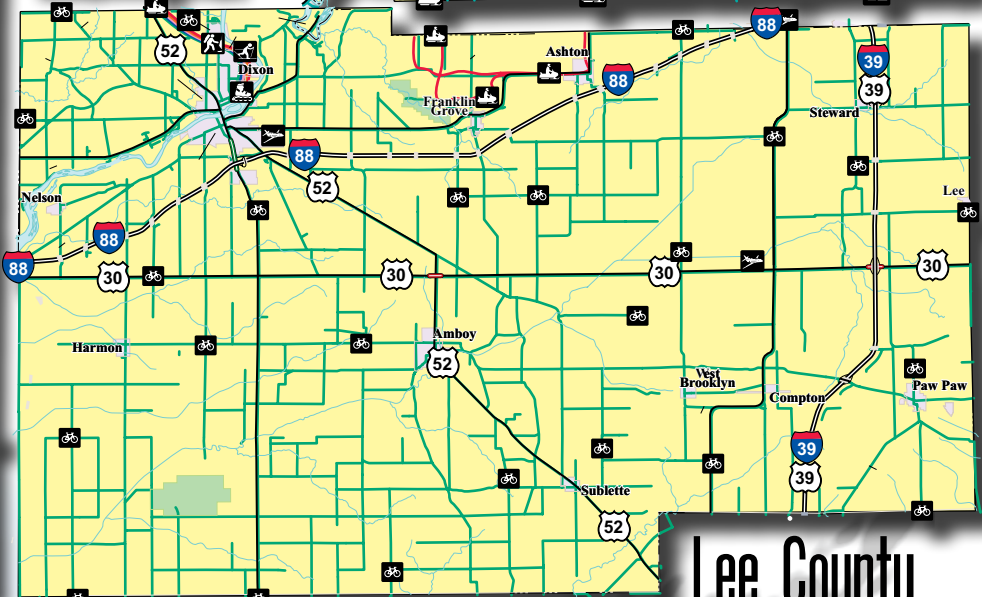 88
39
52
Ashton
Dixon
88
39
Franklin
Grove
Steward
88
52
Lee
Nelson
88
88
30
30
30
30
Amboy
Harmon
52
West
Brooklyn
Paw Paw
Compton
39
39
Sublette
52
Lee County